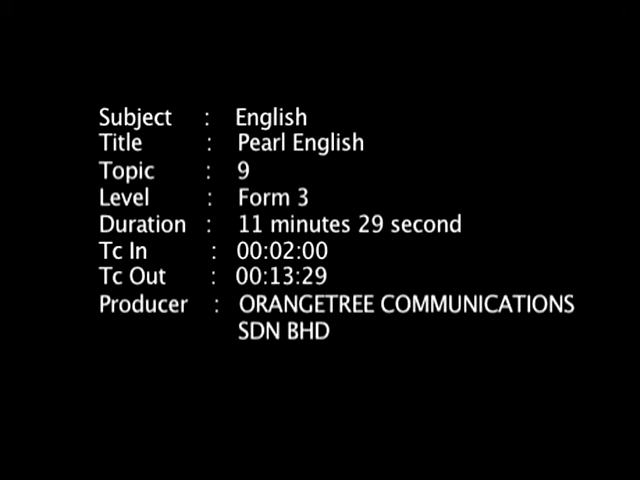 Subject : English
Title : Pearl English
Topic : 9
Level : Form 3
Duration : 11 minutes 29 second
Tc In : 00:02:00
Tc Out : 00:13:29
Producer : ORANGETREE COMMUNICATIONS
SDN BHD